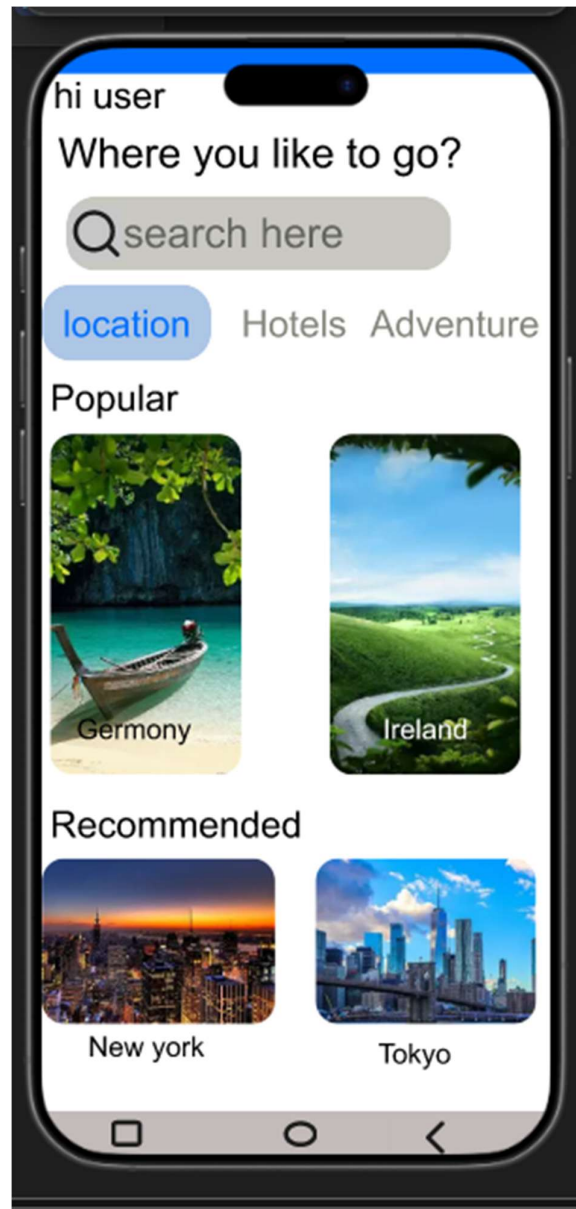 hi user
Where you like to go?
search here
location Hotels Adventure
Popular
Germony Ireland
Recommended
New york Tokyo